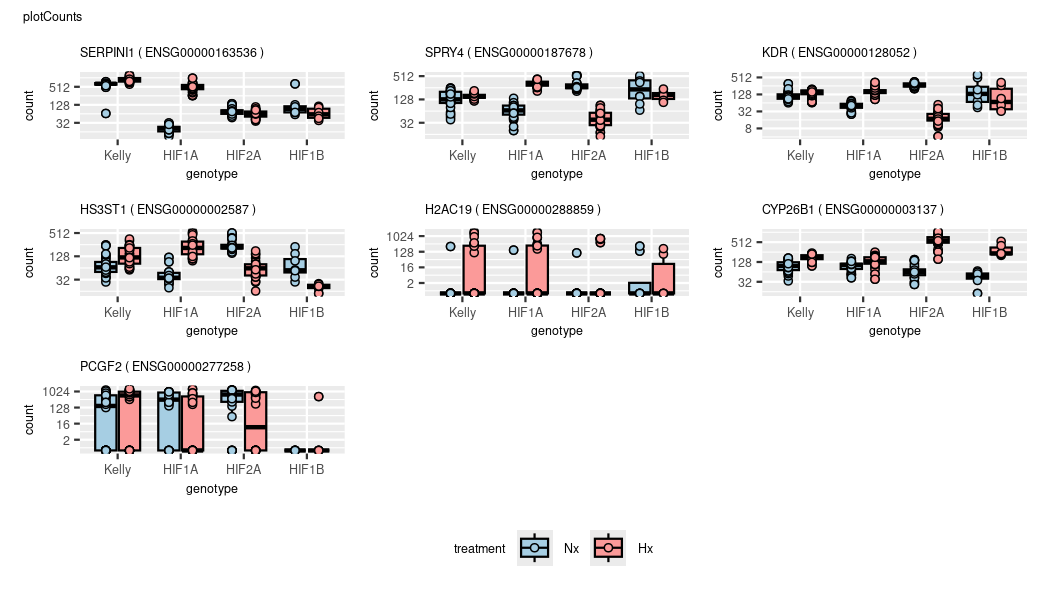 plotCounts
SERPINI1 ( ENSG00000163536 )
count
512
128
32
Kelly HIF1A HIF2A HIF1B
genotype
SPRY4 ( ENSG00000187678 )
count
512
128
32
Kelly HIF1A HIF2A HIF1B
genotype
KDR ( ENSG00000128052 )
count
512
128
32
8
Kelly HIF1A HIF2A HIF1B
genotype
HS3ST1 ( ENSG00000002587 )
count
512
128
32
Kelly HIF1A HIF2A HIF1B
genotype
H2AC19 ( ENSG00000288859 )
count
1024
128
16
2
Kelly HIF1A HIF2A HIF1B
genotype
CYP26B1 ( ENSG00000003137 )
count
512
128
32
Kelly HIF1A HIF2A HIF1B
genotype
PCGF2 ( ENSG00000277258 )
count
1024
128
16
2
Kelly HIF1A HIF2A HIF1B
genotype
treatment Nx Hx